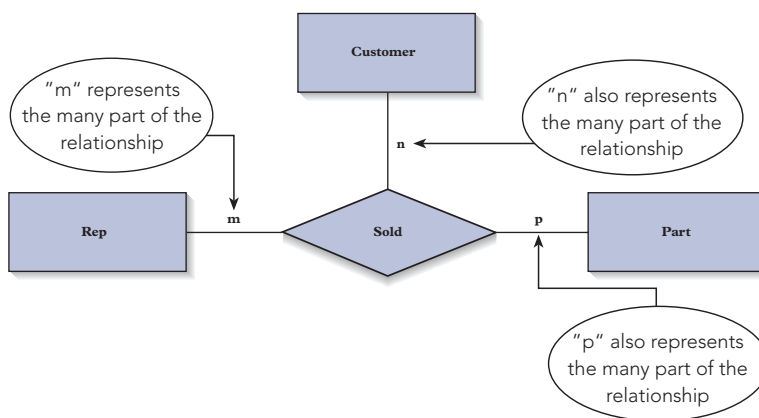 Customer
"m" represents
the many part of the
relationship
"n" also represents
the many part of the
relationship
n
Rep
m
Sold
p
Part
"p" also represents
the many part of the
relationship